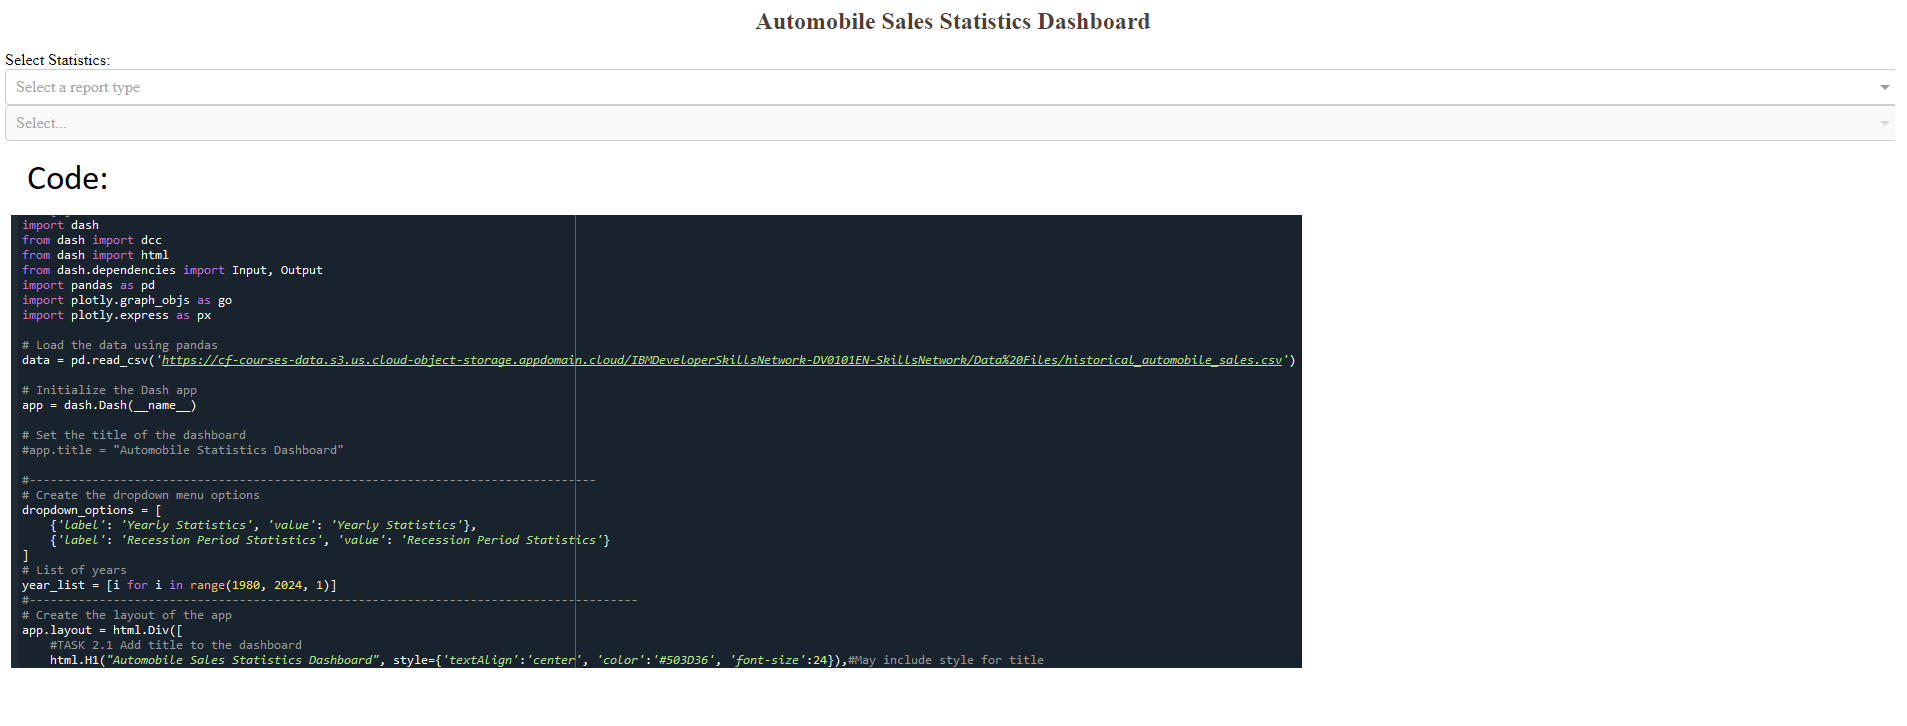 Automobile Sales Statistics Dashboard
Select Statistics:
Select a report type
Select...
Code:
import dash
from dash import dcc
from dash import html
from dash.dependencies import Input, Output
import pandas as pd
import plotly.graph_objs as go
import plotly.express as px
# Load the data using pandas
data = pd.read_csv('https://cf-courses-data.s3.us.cloud-object-storage.appdomain.cloud/IBMDeveloperSkillsNetwork-DV0101EN-SkillsNetwork/Data%20Files/historical_automobile_sales.csv')
# Initialize the Dash app
app = dash.Dash(__name__)
# Set the title of the dashboard
#app.title = "Automobile Statistics Dashboard"
#---------------------------------------------------------------------------------
# Create the dropdown menu options
dropdown_options = [
    {'label': 'Yearly Statistics', 'value': 'Yearly Statistics'},
    {'label': 'Recession Period Statistics', 'value': 'Recession Period Statistics'}
]
# List of years
year_list = [i for i in range(1980, 2024, 1)]
#---------------------------------------------------------------------------------------
# Create the layout of the app
app.layout = html.Div([
    #TASK 2.1 Add title to the dashboard
    html.H1("Automobile Sales Statistics Dashboard", style={'textAlign':'center', 'color':'#503D36', 'font-size':24}),#May include style for title